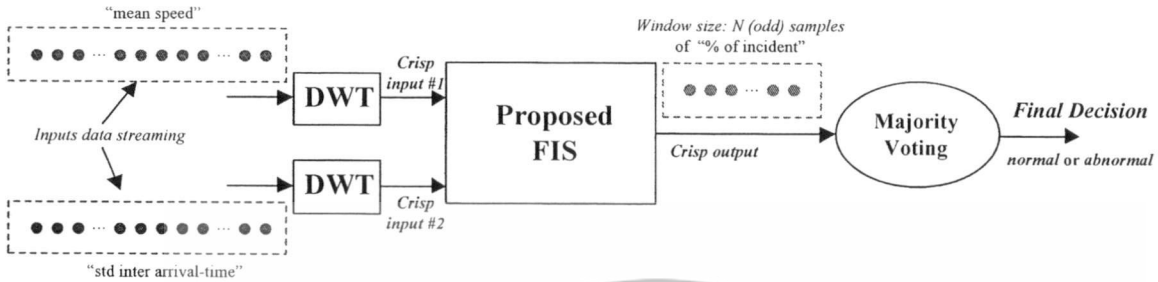 “mean speed”
Inputs data streaming
“std inter arrival-time”
DWT
DWT
Crisp
input #1
Crisp
input #2
Proposed
FIS
Window size: N (odd) samples
of “% of incident”
Crisp output
Majority
Voting
Final Decision
normal or abnormal